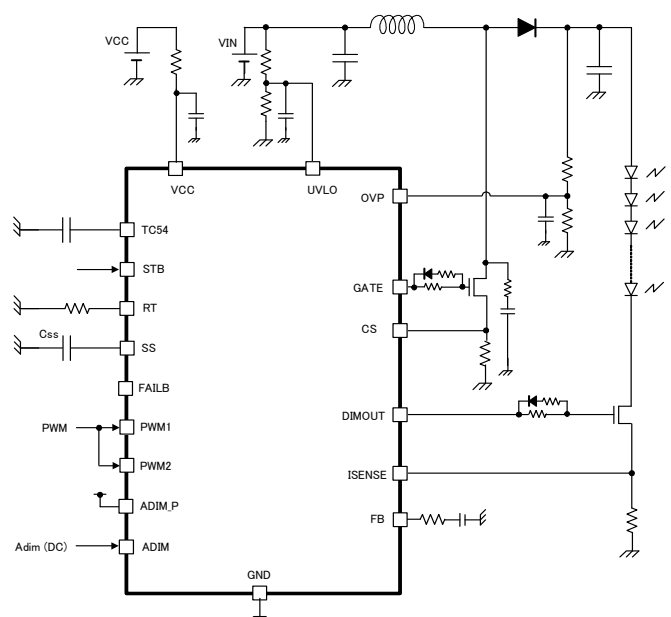 VCC
VIN
VCC
UVLO
OVP
TC54
STB
GATE
RT
CS
Css
SS
FAILB
DIMOUT
PWM
PWM1
PWM2
ISENSE
ADIM_P
FB
Adim (DC)
ADIM
GND